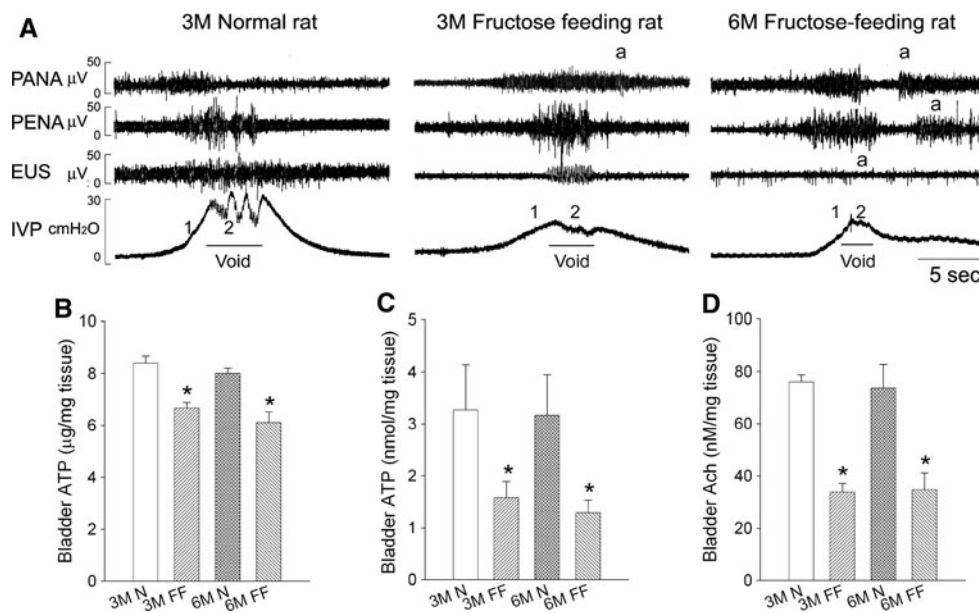 A
3M Normal rat
3M Fructose feeding rat
6M Fructose-feeding rat
a
a
PANA μV
50
0
PENA μV
50
0
a
EUS μV
50
0
a
IVP cmH2O
30
0
1
2
Void
1
2
Void
1
2
Void
5 sec
B
Bladder ATP (μg/mg tissue)
10
8
6
4
2
0
*
*
3M N
3M FF
6M N
6M FF
C
Bladder ATP (nmol/mg tissue)
5
4
3
2
1
0
*
*
3M N
3M FF
6M N
6M FF
D
Bladder Ach (nM/mg tissue)
100
80
60
40
20
0
*
*
3M N
3M FF
6M N
6M FF